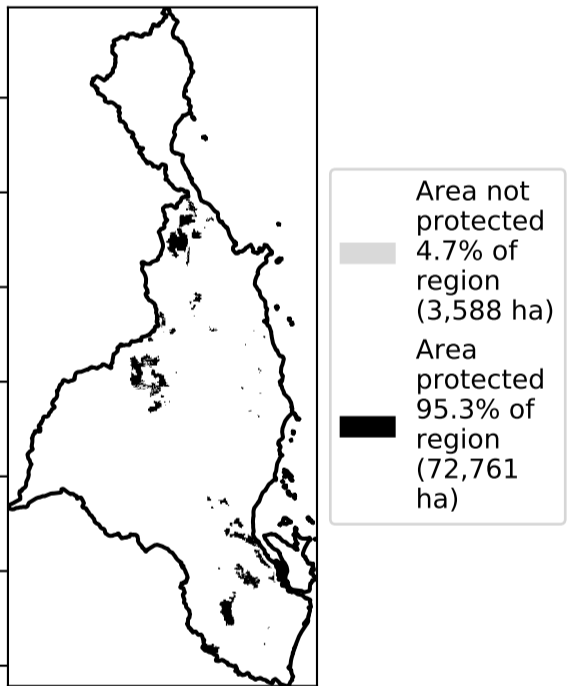 Area not
protected
4.7% of
region
(3,588 ha)
Area
protected
95.3% of
region
(72,761
ha)